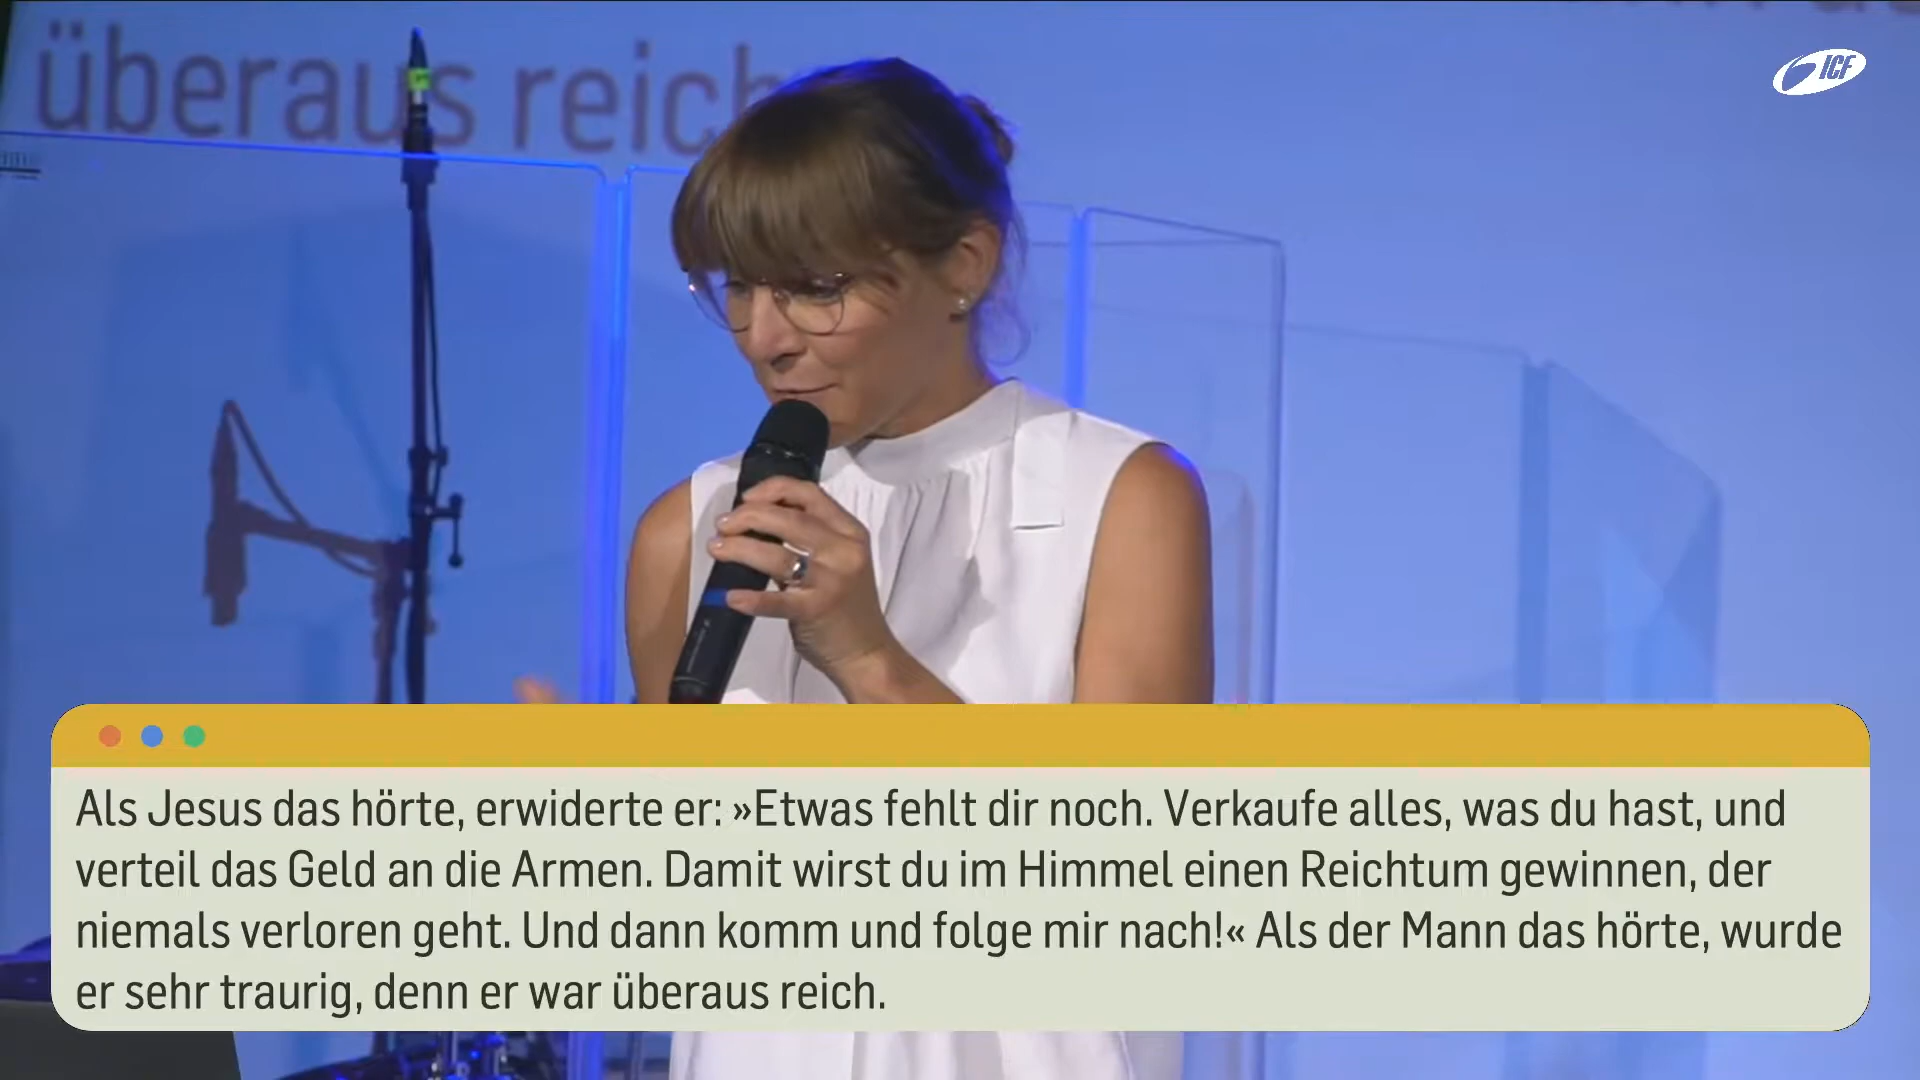 überaus reich
ICF
Als Jesus das hörte, erwiderte er: »Etwas fehlt dir noch. Verkaufe alles, was du hast, und
verteil das Geld an die Armen. Damit wirst du im Himmel einen Reichtum gewinnen, der
niemals verloren geht. Und dann komm und folge mir nach!« Als der Mann das hörte, wurde
er sehr traurig, denn er war überaus reich.